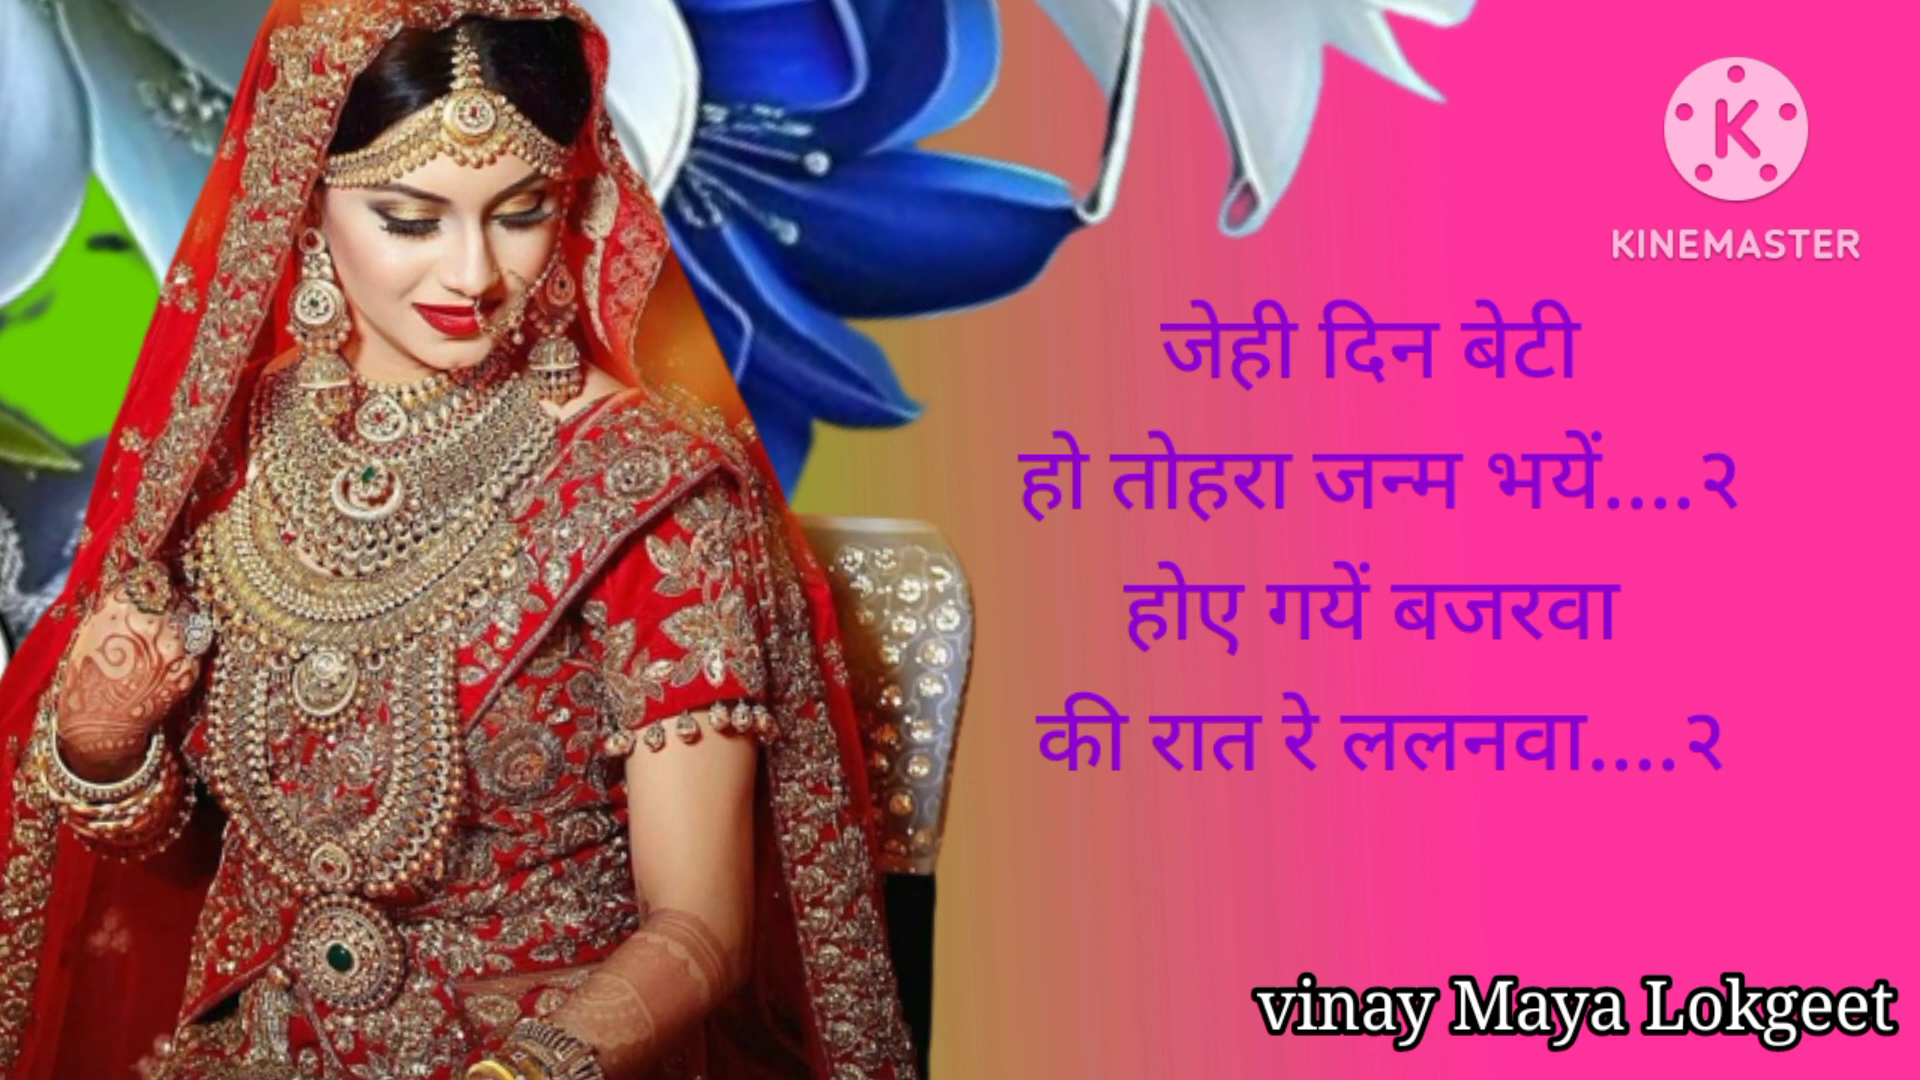 KINEMASTER
जेही दिन बेटी
हो तोहरा जन्म भयें....२
होए गयें बजरवा
की रात रे ललनवा....२
vinay Maya Lokgeet